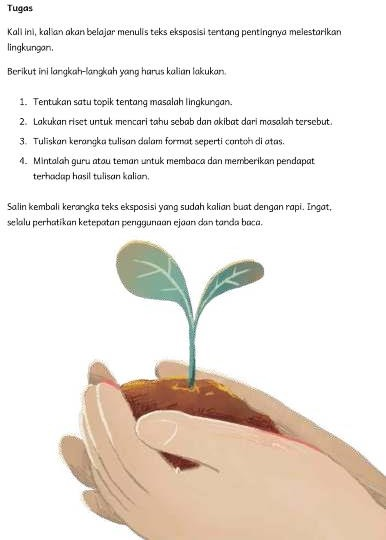 Tugas
Kali ini, kalian akan belajar menulis teks eksposisi tentang pentingnya melestarikan
lingkungan.
Berikut ini langkah-langkah yang harus kalian lakukan.
1. Tentukan satu topik tentang masalah lingkungan.
2. Lakukan riset untuk mencari tahu sebab dan akibat dari masalah tersebut.
3. Tuliskan kerangka tulisan dalam format seperti contoh di atas.
4. Mintalah guru atau teman untuk membaca dan memberikan pendapat
terhadap hasil tulisan kalian.
Salin kembali kerangka teks eksposisi yang sudah kalian buat dengan rapi. Ingat,
selalu perhatikan ketepatan penggunaan ejaan dan tanda baca.